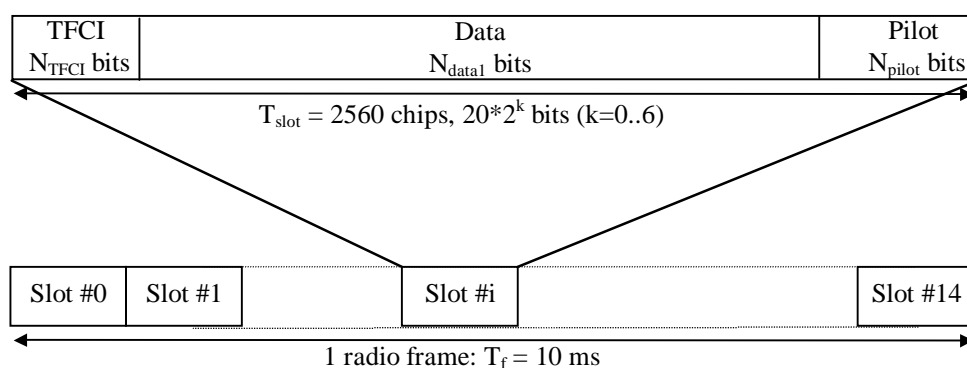 TFCI
N_TFCI bits
Data
N_data1 bits
Pilot
N_pilot bits
T_slot = 2560 chips, 20*2^k bits (k=0..6)
Slot #0
Slot #1
Slot #i
Slot #14
1 radio frame: T_f = 10 ms